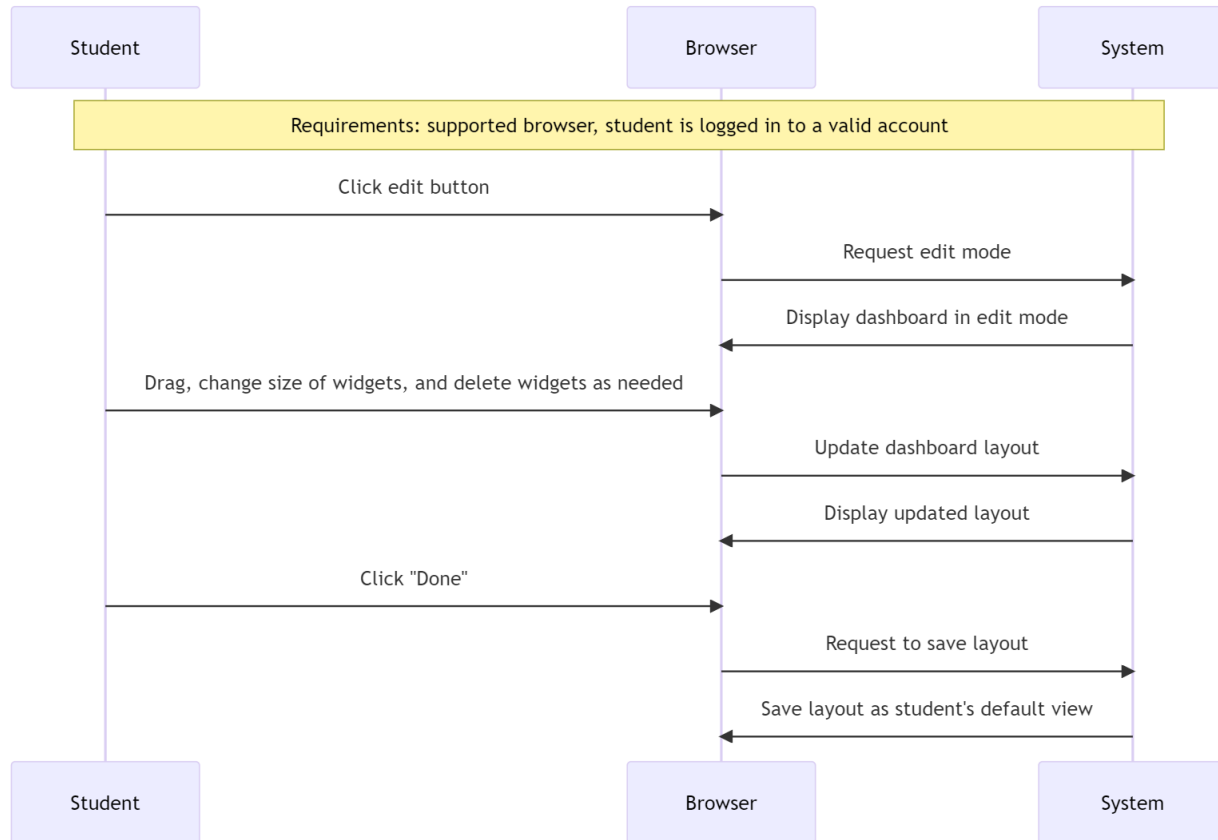 Student
Browser
System
Requirements: supported browser, student is logged in to a valid account
Click edit button
Request edit mode
Display dashboard in edit mode
Drag, change size of widgets, and delete widgets as needed
Update dashboard layout
Display updated layout
Click "Done"
Request to save layout
Save layout as student's default view
Student
Browser
System